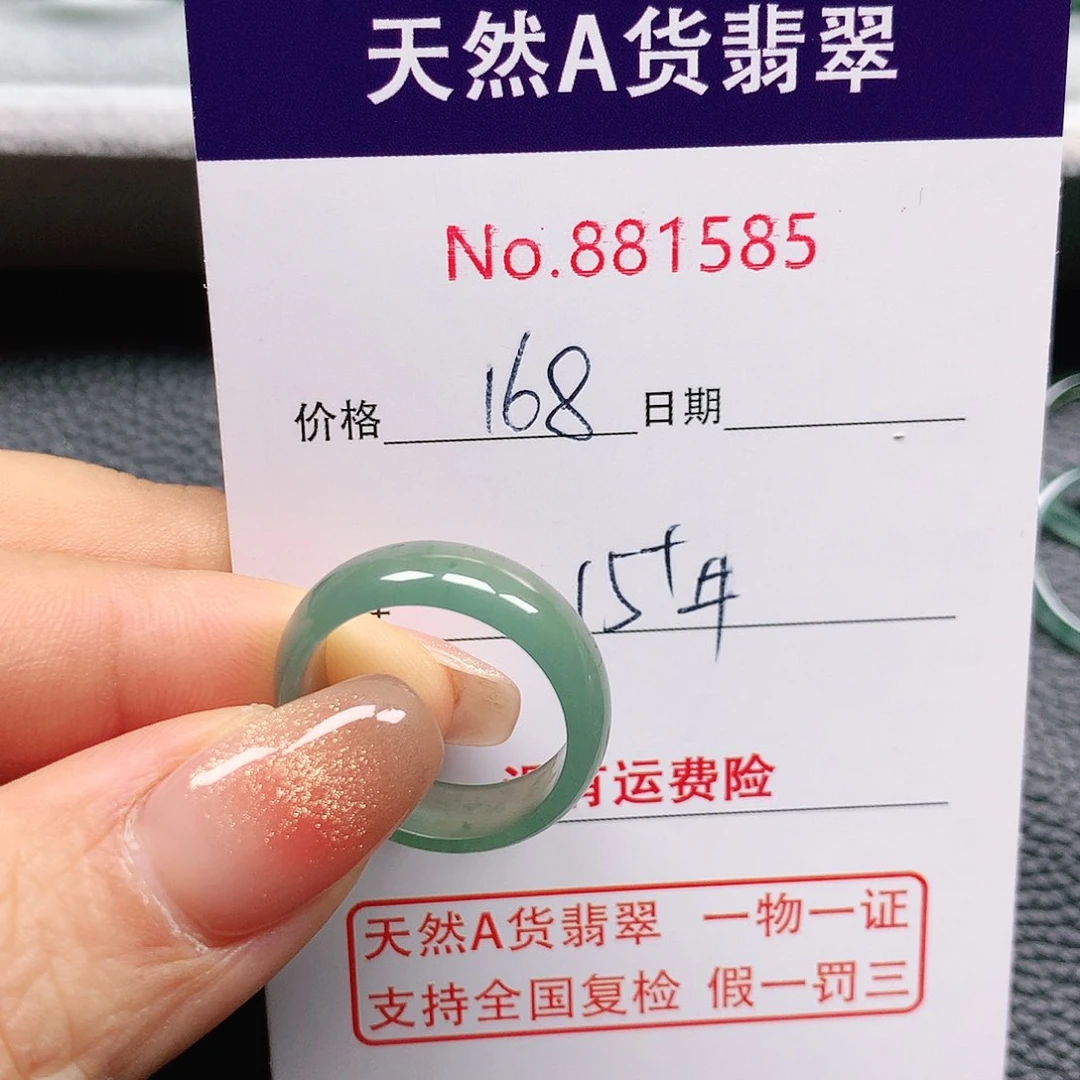 天然A货翡翠
No.881585
价格 168 日期
15+
有运费险
天然A货翡翠 一物一证
支持全国复检 假一罚三